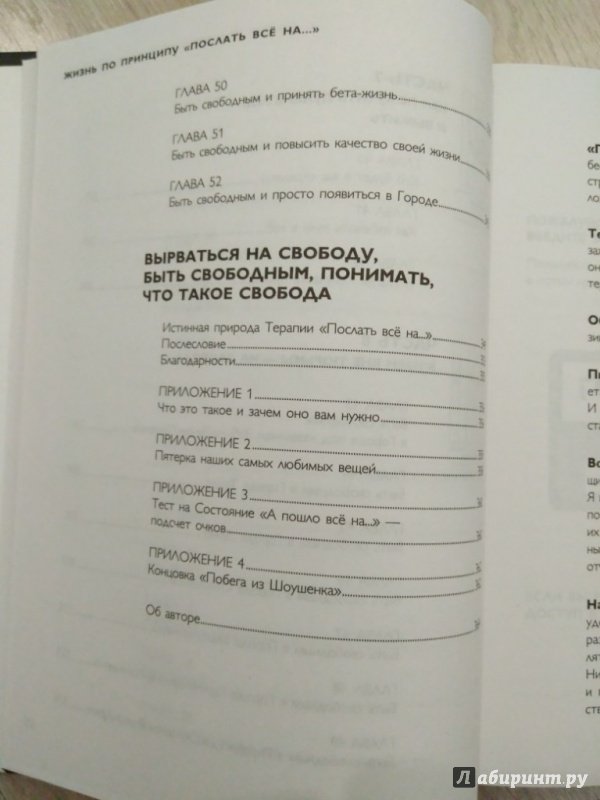 ЖИЗНЬ ПО ПРИНЦИПУ «ПОСЛАТЬ ВСЁ НА...»
ГЛАВА 50
Быть свободным и принять бета-жизнь
ГЛАВА 51
Быть свободным и повысить качество своей жизни
ГЛАВА 52
Быть свободным и просто появиться в Городе
ВЫРВАТЬСЯ НА СВОБОДУ,
БЫТЬ СВОБОДНЫМ, ПОНИМАТЬ,
ЧТО ТАКОЕ СВОБОДА
Истинная природа Терапии «Послать всё на...»
Послесловие
Благодарности
ПРИЛОЖЕНИЕ 1
Что это такое и зачем оно вам нужно
ПРИЛОЖЕНИЕ 2
Пятерка наших самых любимых вещей
ПРИЛОЖЕНИЕ 3
Тест на Состояние «А пошло всё на...» —
подсчет очков
ПРИЛОЖЕНИЕ 4
Концовка «Побега из Шоушенка»
Об авторе
Лабиринт.ру